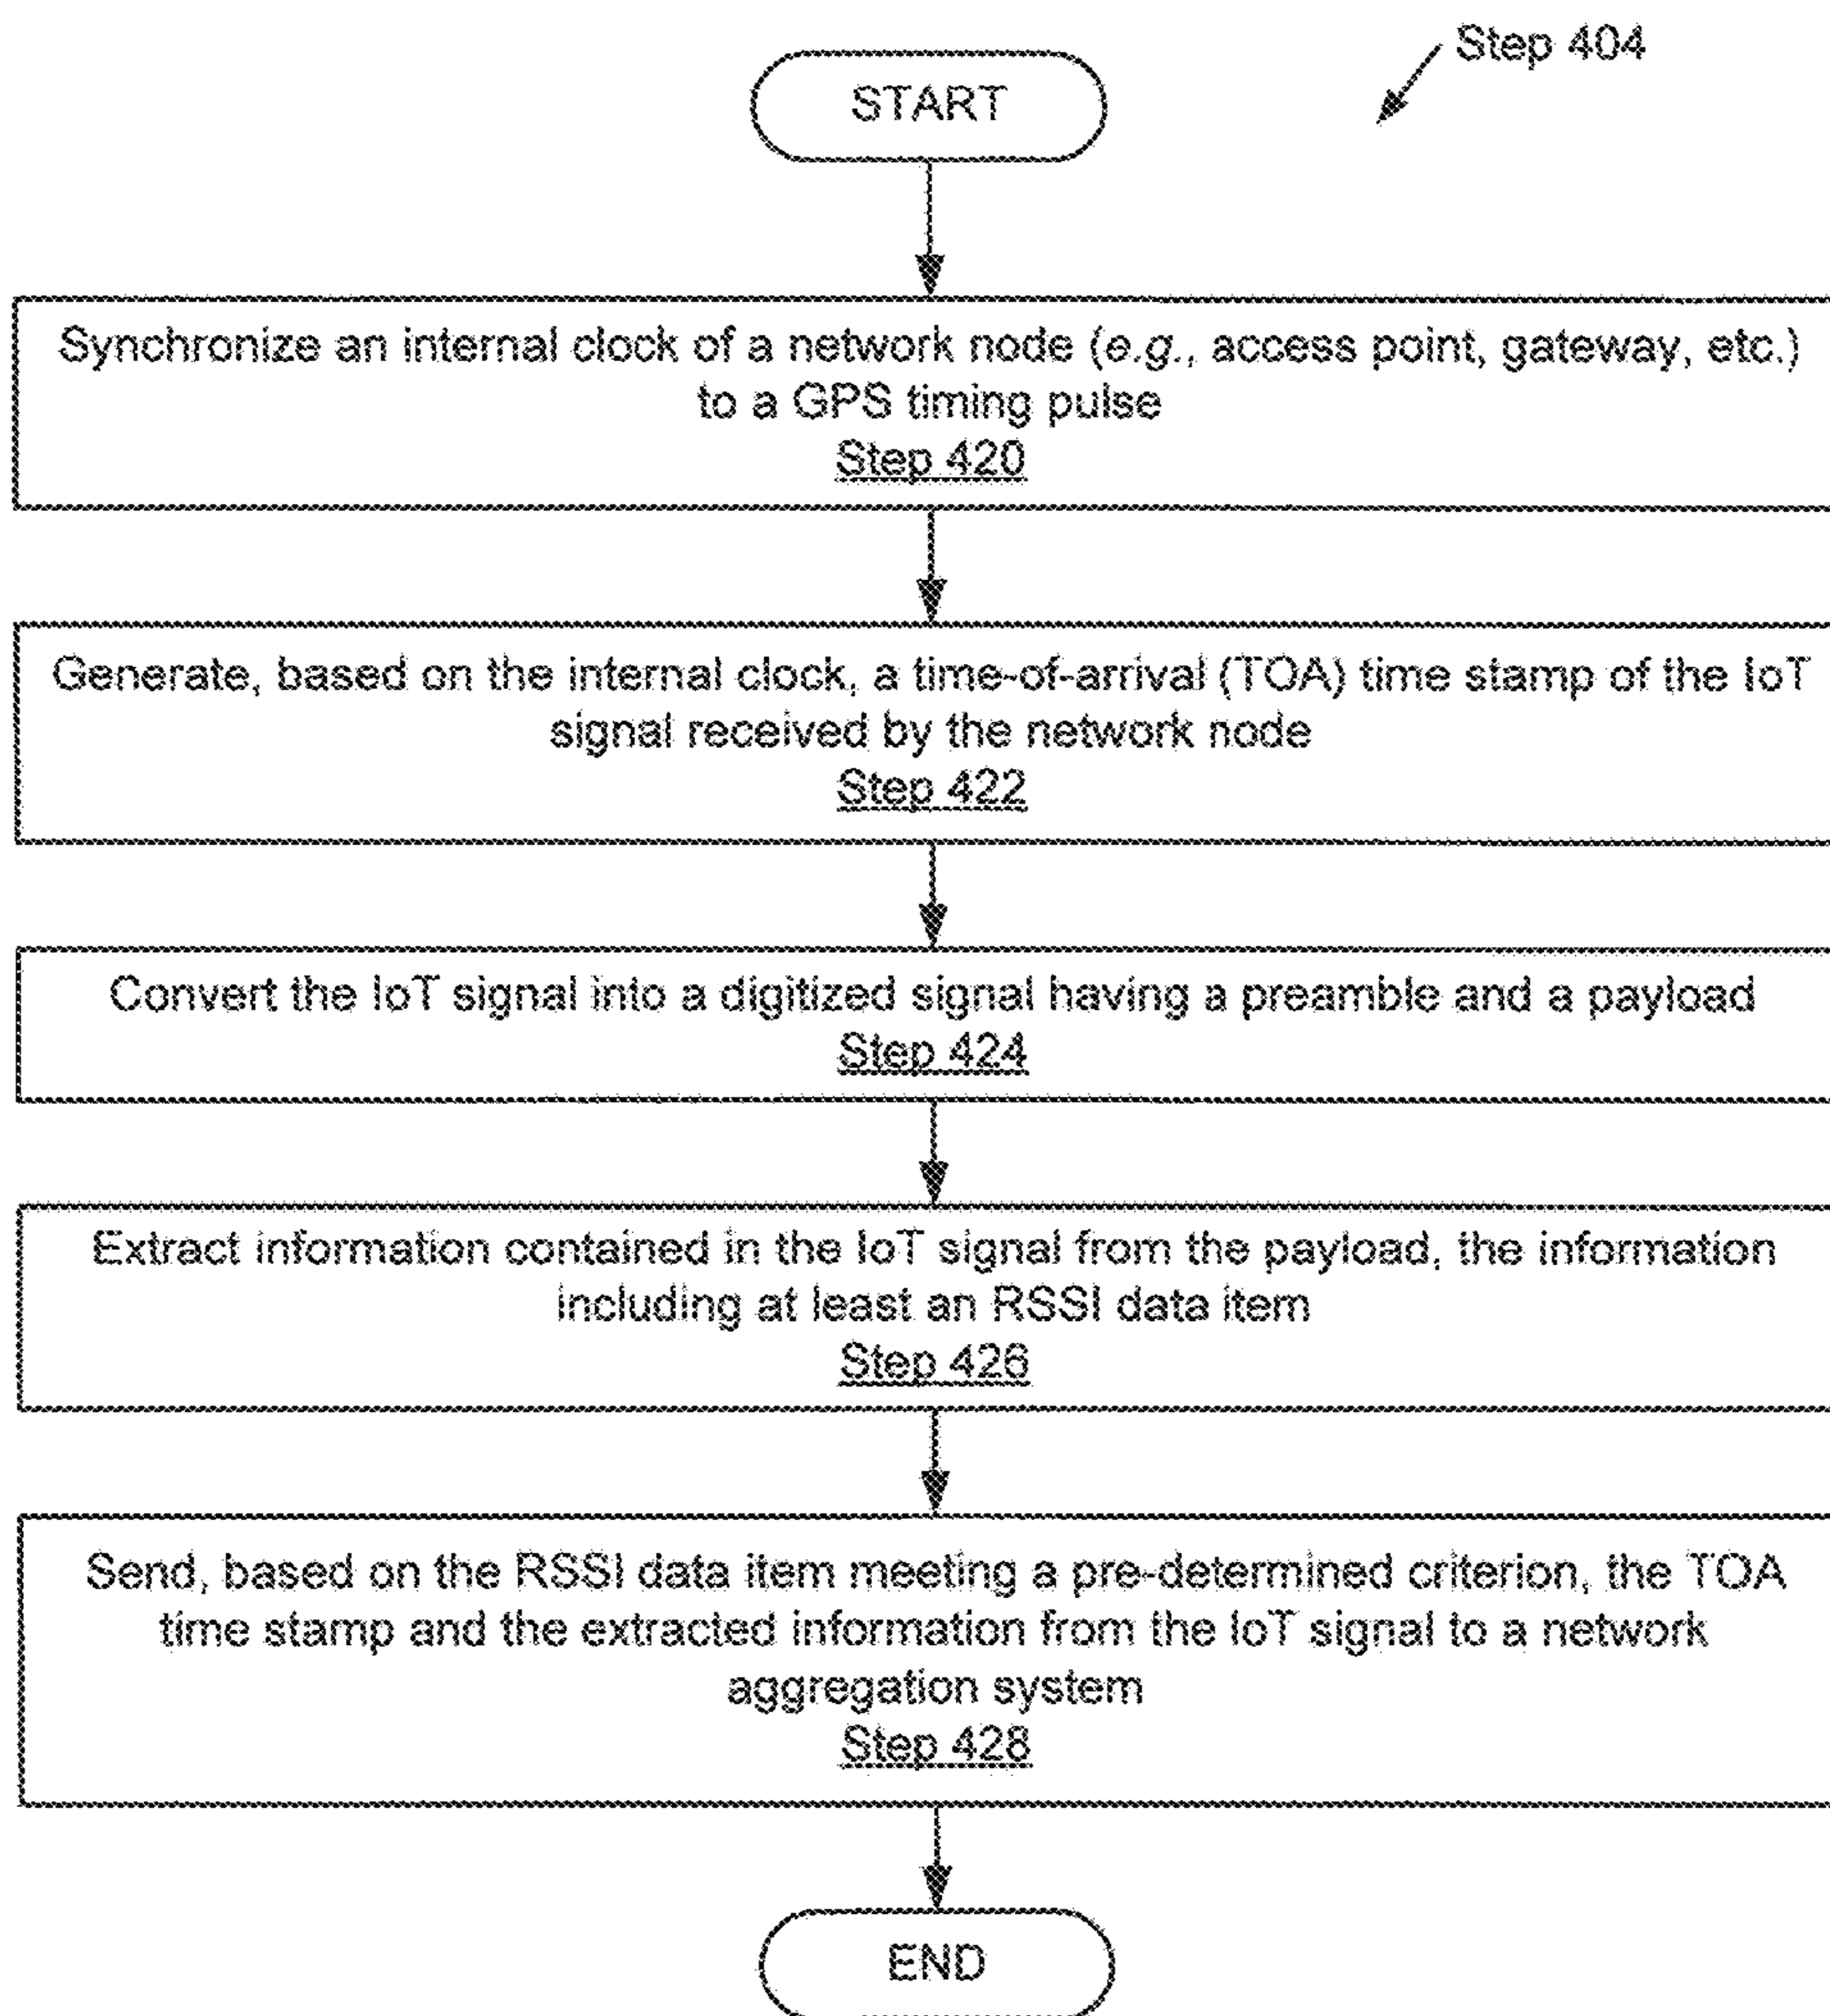 Step 404
START
Synchronize an internal clock of a network node (e.g., access point, gateway, etc.)
to a GPS timing pulse
Step 420
Generate, based on the internal clock, a time-of-arrival (TOA) time stamp of the IoT
signal received by the network node
Step 422
Convert the IoT signal into a digitized signal having a preamble and a payload
Step 424
Extract information contained in the IoT signal from the payload, the information
including at least an RSSI data item
Step 426
Send, based on the RSSI data item meeting a pre-determined criterion, the TOA
time stamp and the extracted information from the IoT signal to a network
aggregation system
Step 428
END